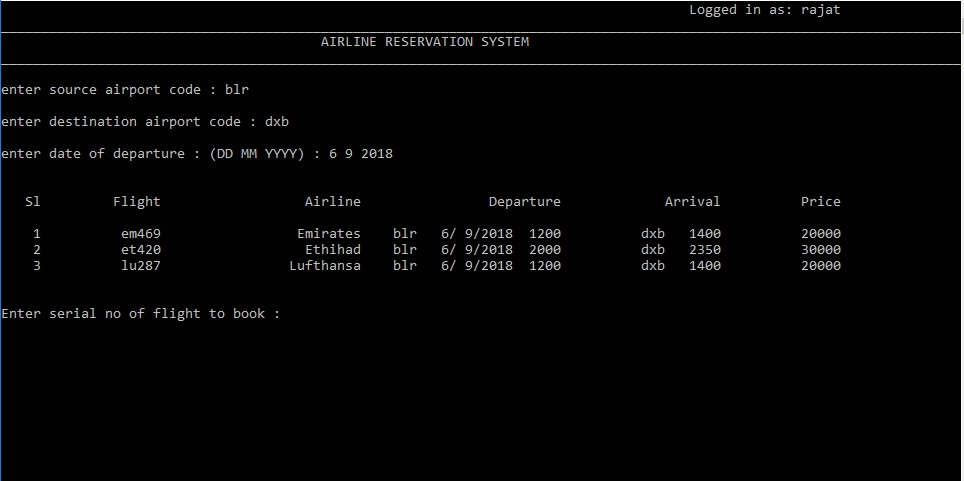 Logged in as: rajat
AIRLINE RESERVATION SYSTEM
enter source airport code : blr
enter destination airport code : dxb
enter date of departure : (DD MM YYYY) : 6 9 2018
Sl Flight Airline Departure Arrival Price
1 em469 Emirates blr 6/ 9/2018 1200 dxb 1400 20000
2 et420 Ethihad blr 6/ 9/2018 2000 dxb 2350 30000
3 lu287 Lufthansa blr 6/ 9/2018 1200 dxb 1400 20000
Enter serial no of flight to book :